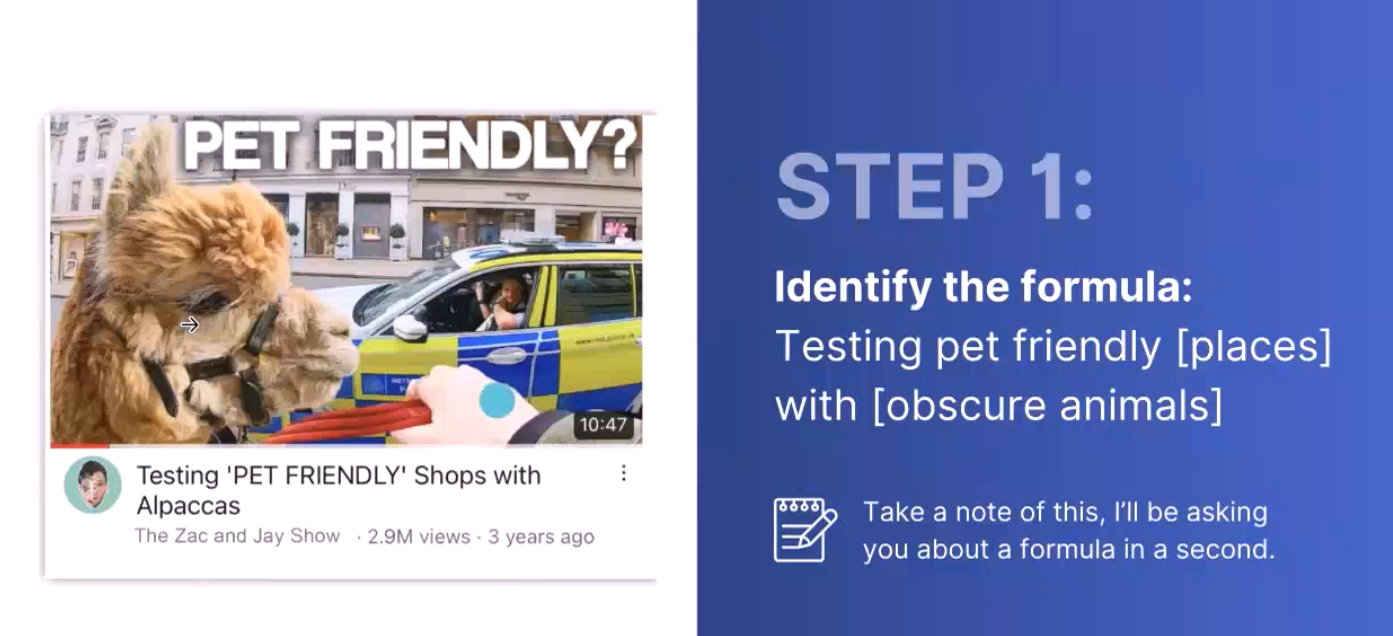 PET FRIENDLY?
10:47
Testing 'PET FRIENDLY' Shops with
Alpaccas
The Zac and Jay Show · 2.9M views · 3 years ago
STEP 1:
Identify the formula:
Testing pet friendly [places]
with [obscure animals]
Take a note of this, I'll be asking
you about a formula in a second.